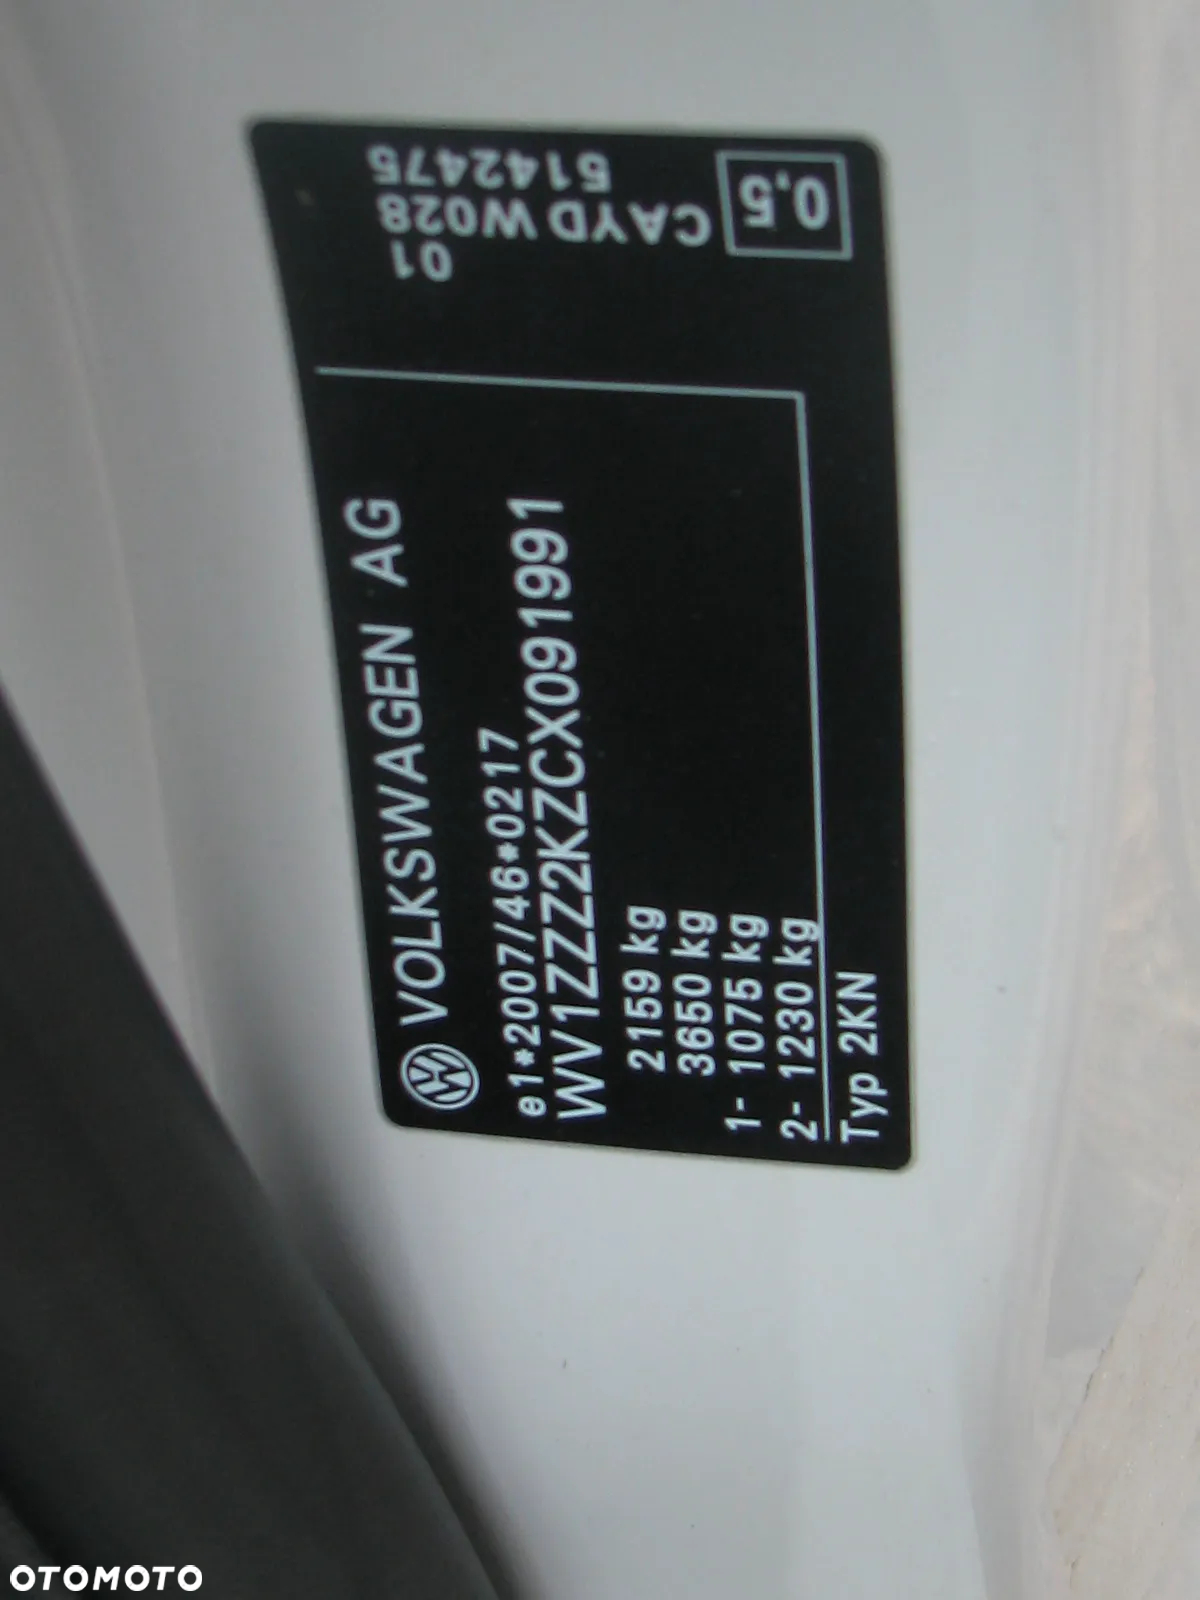 VOLKSWAGEN AG
e1*2007/46*0217
WV1ZZZ2KZCX091991
2159 kg
3650 kg
1- 1075 kg
2- 1230 kg
Typ 2KN
01
CAYD W028
5142475
0,5
OTOMOTO